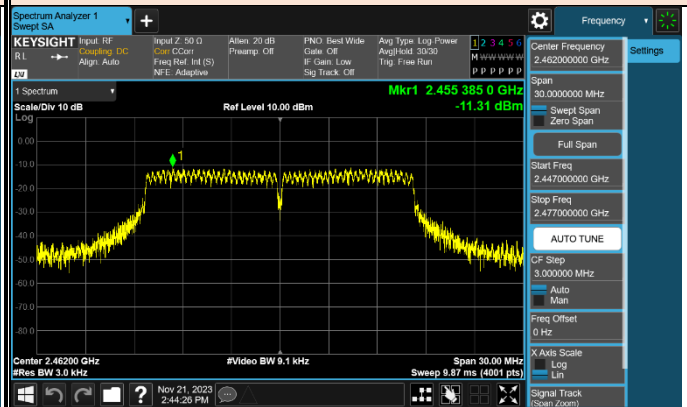 Spectrum Analyzer 1
Swept SA
+
Frequency
KEYSIGHT
Input: RF
Coupling: DC
Align: Auto
Input Z: 50 Ω
Corr CCorr
Freq Ref: Int (S)
NFE: Adaptive
Atten: 20 dB
Preamp: Off
PNO: Best Wide
Gate: Off
IF Gain: Low
Sig Track: Off
Avg Type: Log-Power
Avg|Hold: 30/30
Trig: Free Run
1 2 3 4 5 6
M W W W W W
P P P P P P
R L
LXI
1 Spectrum
Scale/Div 10 dB
Ref Level 10.00 dBm
Mkr1 2.455 385 0 GHz
-11.31 dBm
Log
0.00
-10.0
-20.0
-30.0
-40.0
-50.0
-60.0
-70.0
-80.0
1
Center 2.46200 GHz
#Res BW 3.0 kHz
#Video BW 9.1 kHz
Span 30.00 MHz
Sweep 9.87 ms (4001 pts)
Nov 21, 2023
2:44:26 PM
?
Center Frequency
2.462000000 GHz
Span
30.0000000 MHz
Swept Span
Zero Span
Full Span
Start Freq
2.447000000 GHz
Stop Freq
2.477000000 GHz
AUTO TUNE
CF Step
3.000000 MHz
Auto
Man
Freq Offset
0 Hz
X Axis Scale
Log
Lin
Signal Track
(Span Zoom)
Settings